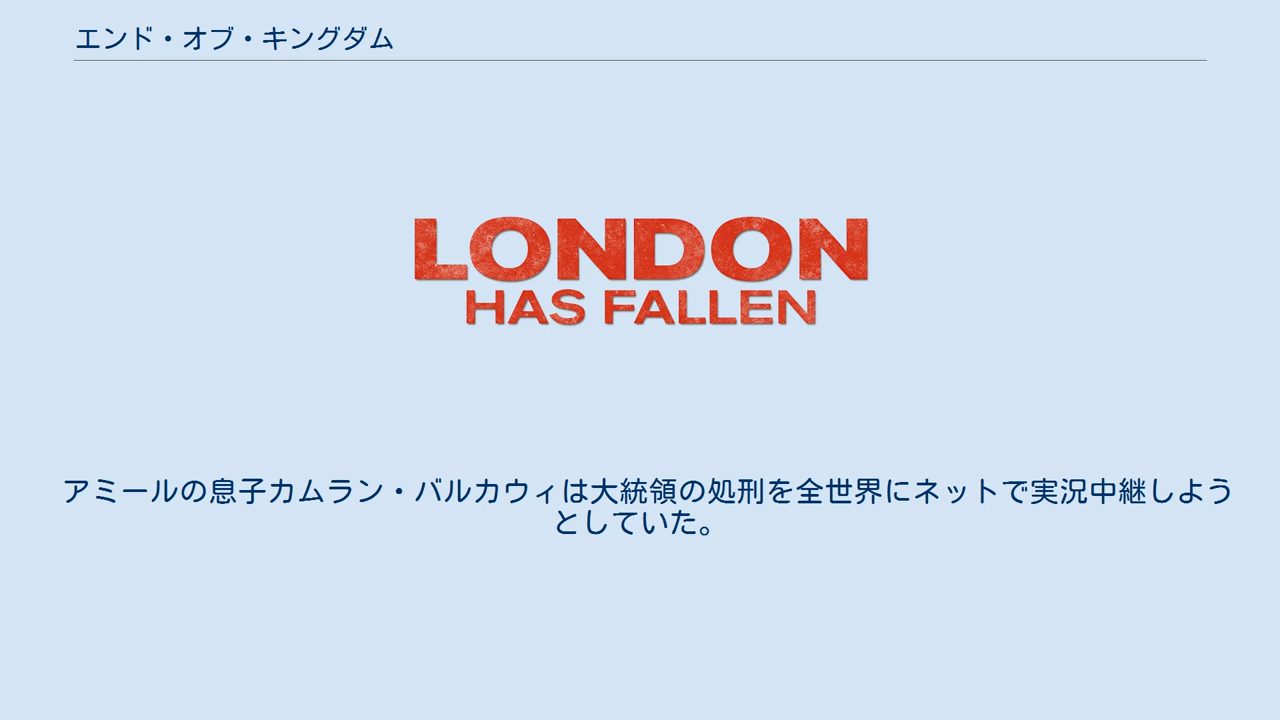 エンド・オブ・キングダム
LONDON
HAS FALLEN
アミールの息子カムラン・バルカウィは大統領の処刑を全世界にネットで実況中継しよう
としていた。